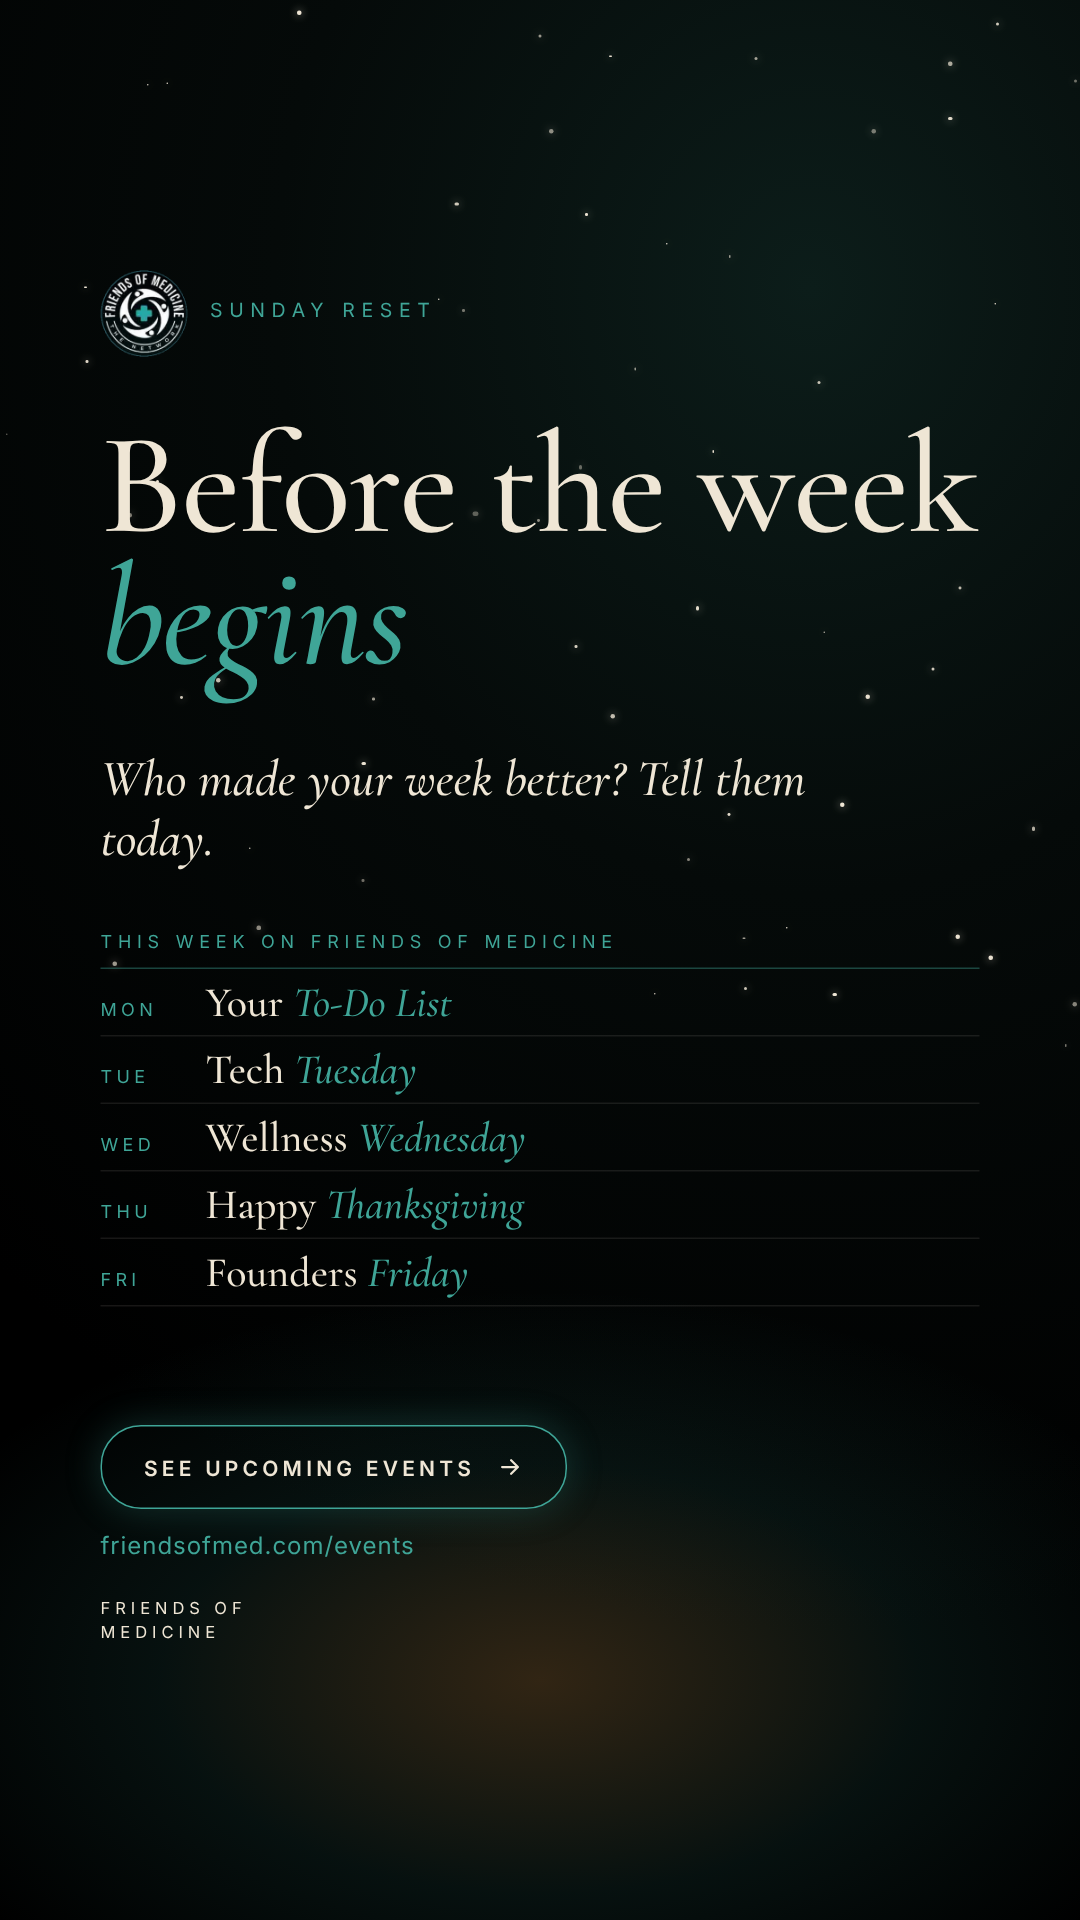 FRIENDS OF MEDICINE
THE NETWORK
SUNDAY RESET
Before the week
begins
Who made your week better? Tell them
today.
THIS WEEK ON FRIENDS OF MEDICINE
MON Your To-Do List
TUE Tech Tuesday
WED Wellness Wednesday
THU Happy Thanksgiving
FRI Founders Friday
SEE UPCOMING EVENTS →
friendsofmed.com/events
FRIENDS OF
MEDICINE